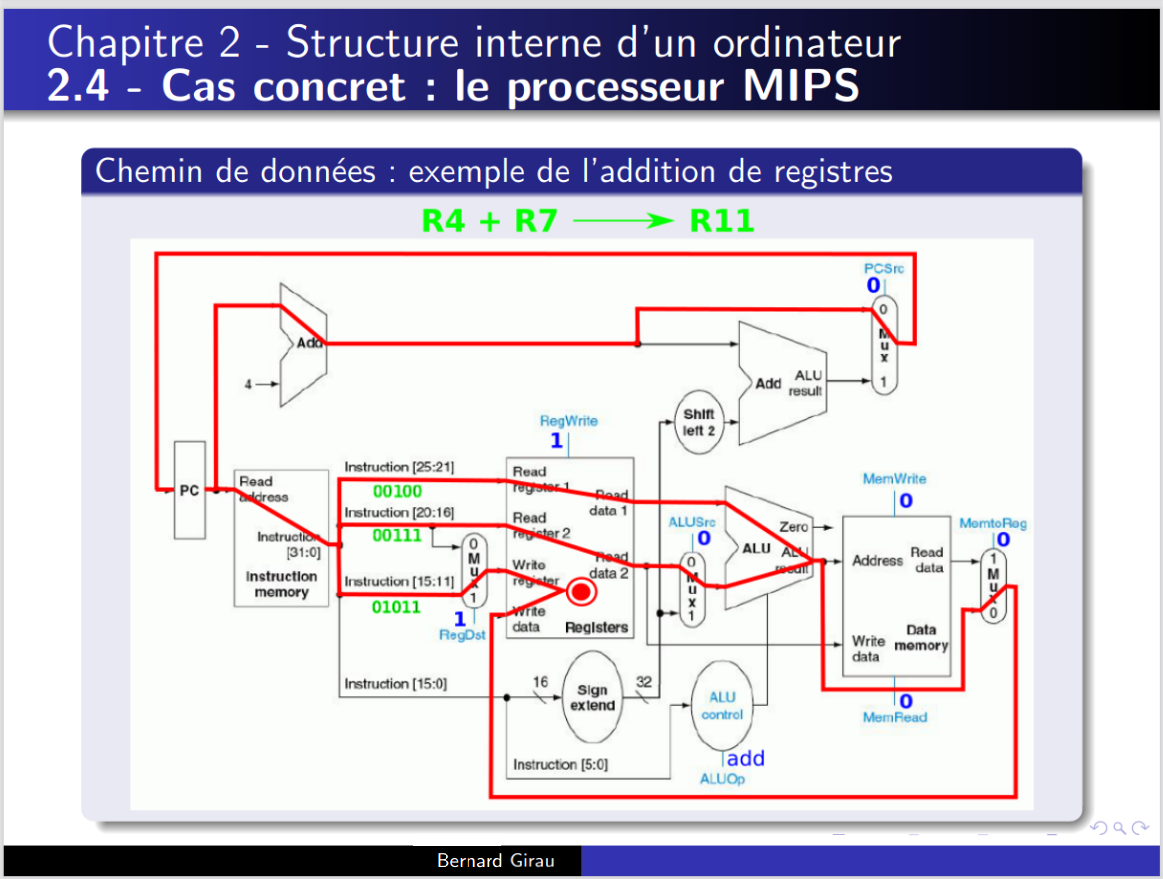 Chapitre 2 - Structure interne d'un ordinateur
2.4 - Cas concret : le processeur MIPS
Chemin de données : exemple de l'addition de registres
R4 + R7 → R11
PCSrc
0
0
M
u
x
1
Add
4
Add
ALU
result
Shift
left 2
RegWrite
1
PC
Read
address
Instruction
[31:0]
Instruction
memory
Instruction [25:21]
00100
Instruction [20:16]
00111
Instruction [15:11]
01011
0
M
u
x
1
1
RegDst
Read
register 1
Read
register 2
Write
register
Write
data
Read
data 1
Read
data 2
Registers
ALUSrc
0
0
M
u
x
1
Zero
ALU
ALU
result
MemWrite
0
Address
Read
data
Write
data
Data
memory
0
MemRead
MemtoReg
0
1
M
u
x
0
Instruction [15:0]
16
Sign
extend
32
ALU
control
add
ALUOp
Instruction [5:0]
Bernard Girau